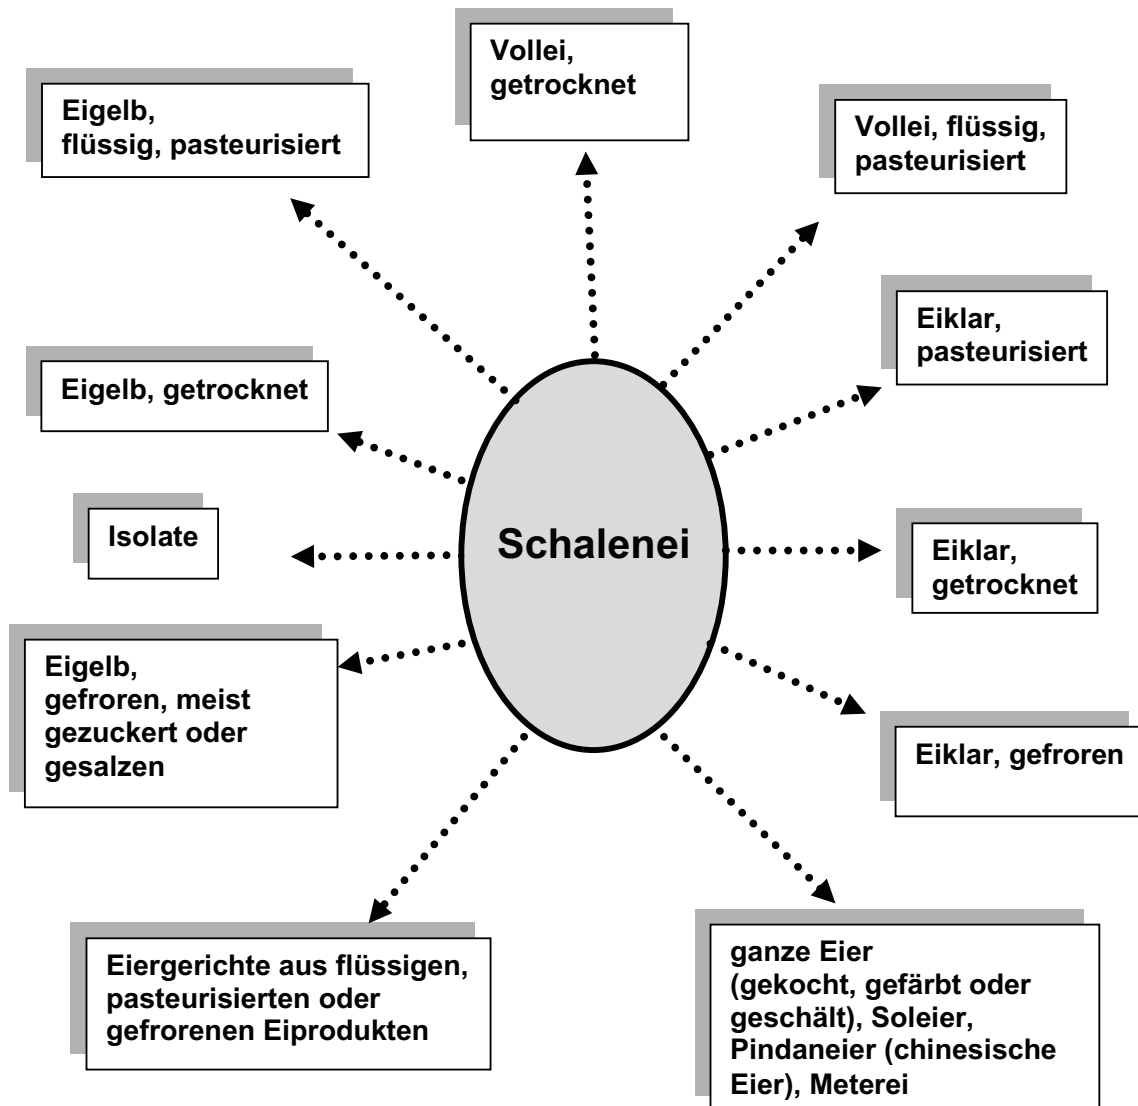 Vollei,
getrocknet
Eigelb,
flüssig, pasteurisiert
Vollei, flüssig,
pasteurisiert
Eiklar,
pasteurisiert
Eigelb, getrocknet
Isolate
Schalenei
Eiklar,
getrocknet
Eigelb,
gefroren, meist
gezuckert oder
gesalzen
Eiklar, gefroren
Eiergerichte aus flüssigen,
pasteurisierten oder
gefrorenen Eiprodukten
ganze Eier
(gekocht, gefärbt oder
geschält), Soleier,
Pindaneier (chinesische
Eier), Meterei